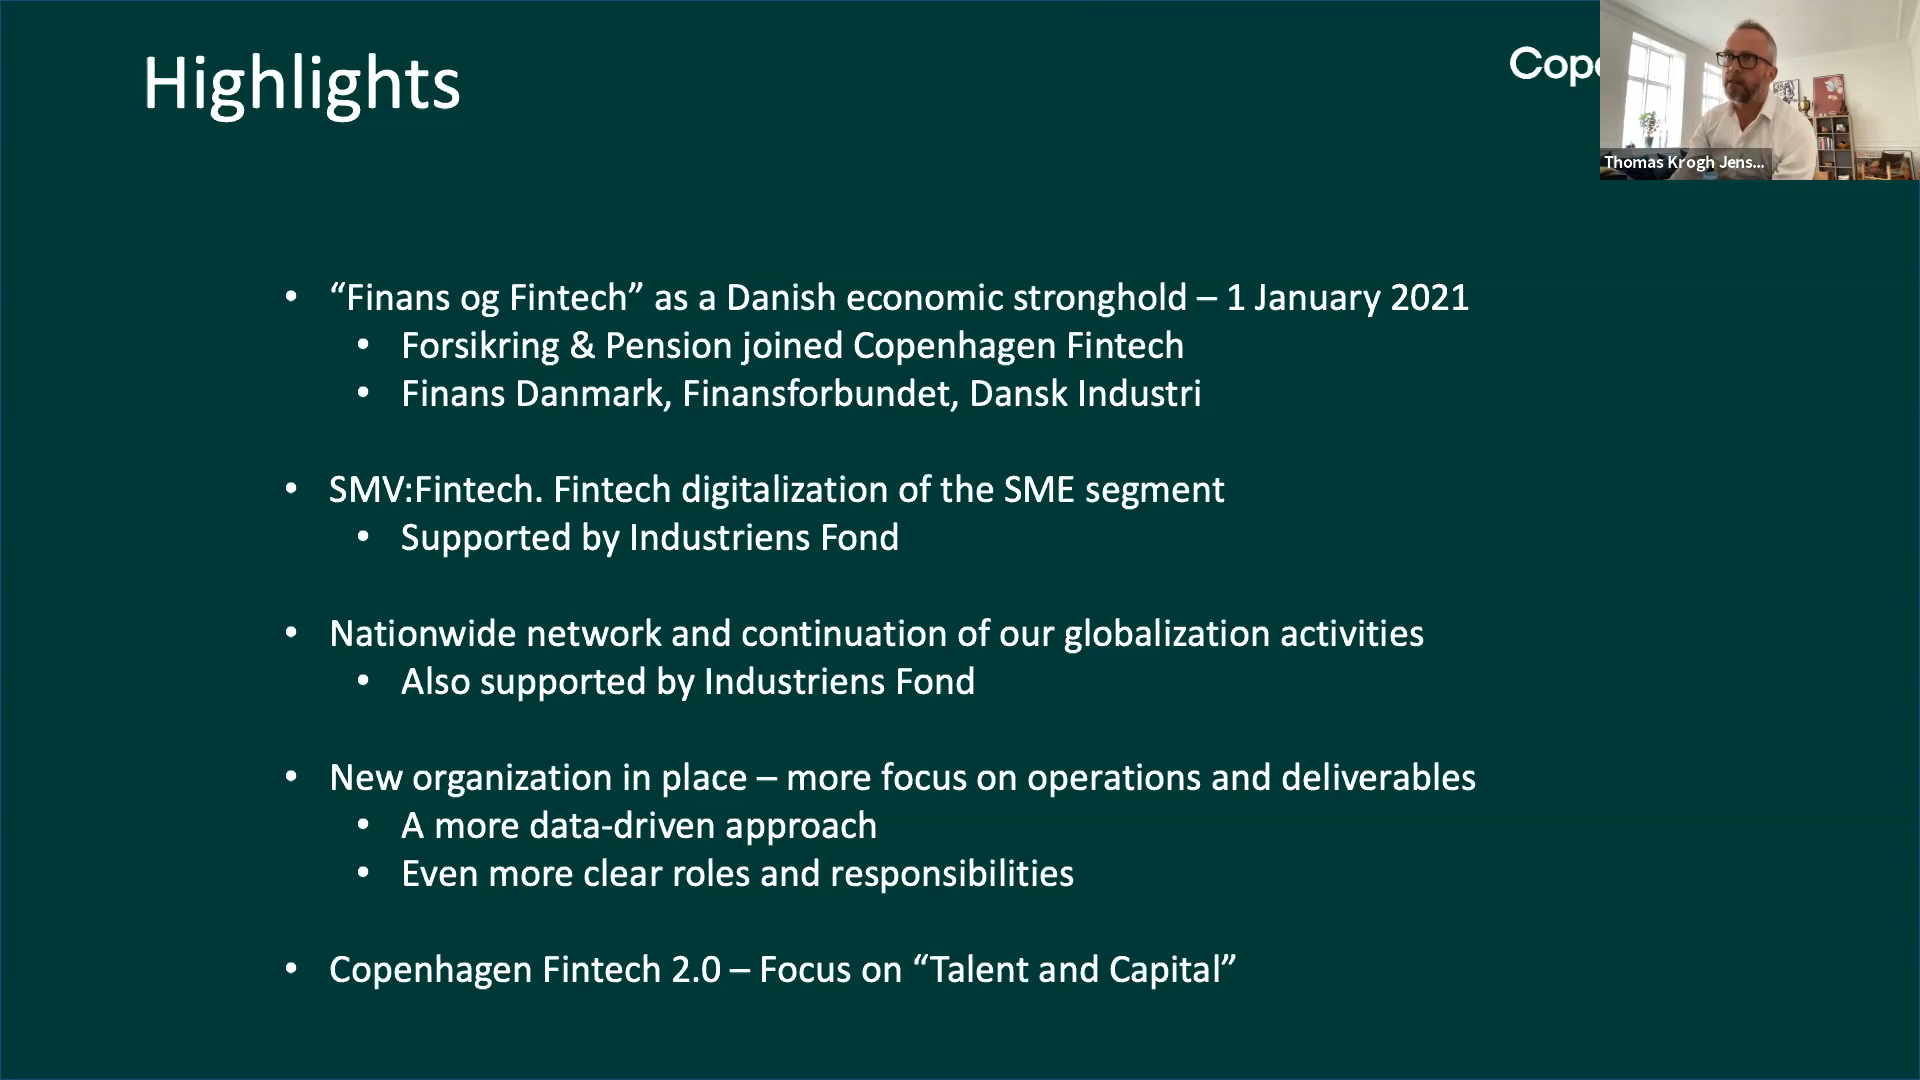 Highlights
Cope
Thomas Krogh Jens...
• “Finans og Fintech” as a Danish economic stronghold – 1 January 2021
• Forsikring & Pension joined Copenhagen Fintech
• Finans Danmark, Finansforbundet, Dansk Industri
• SMV:Fintech. Fintech digitalization of the SME segment
• Supported by Industriens Fond
• Nationwide network and continuation of our globalization activities
• Also supported by Industriens Fond
• New organization in place – more focus on operations and deliverables
• A more data-driven approach
• Even more clear roles and responsibilities
• Copenhagen Fintech 2.0 – Focus on “Talent and Capital”